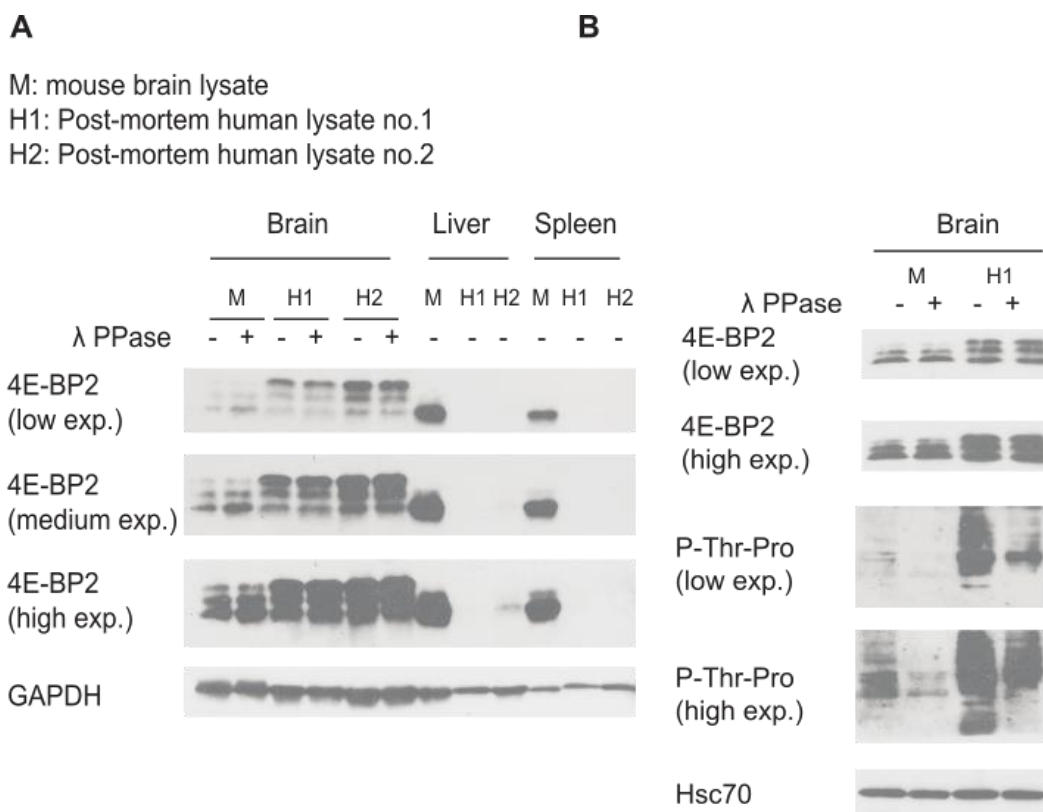 A
M: mouse brain lysate
H1: Post-mortem human lysate no.1
H2: Post-mortem human lysate no.2
Brain Liver Spleen
M H1 H2 M H1 H2 M H1 H2
λ PPase - + - + - + - - - - - -
4E-BP2
(low exp.)
4E-BP2
(medium exp.)
4E-BP2
(high exp.)
GAPDH
B
Brain
M H1
λ PPase - + - +
4E-BP2
(low exp.)
4E-BP2
(high exp.)
P-Thr-Pro
(low exp.)
P-Thr-Pro
(high exp.)
Hsc70